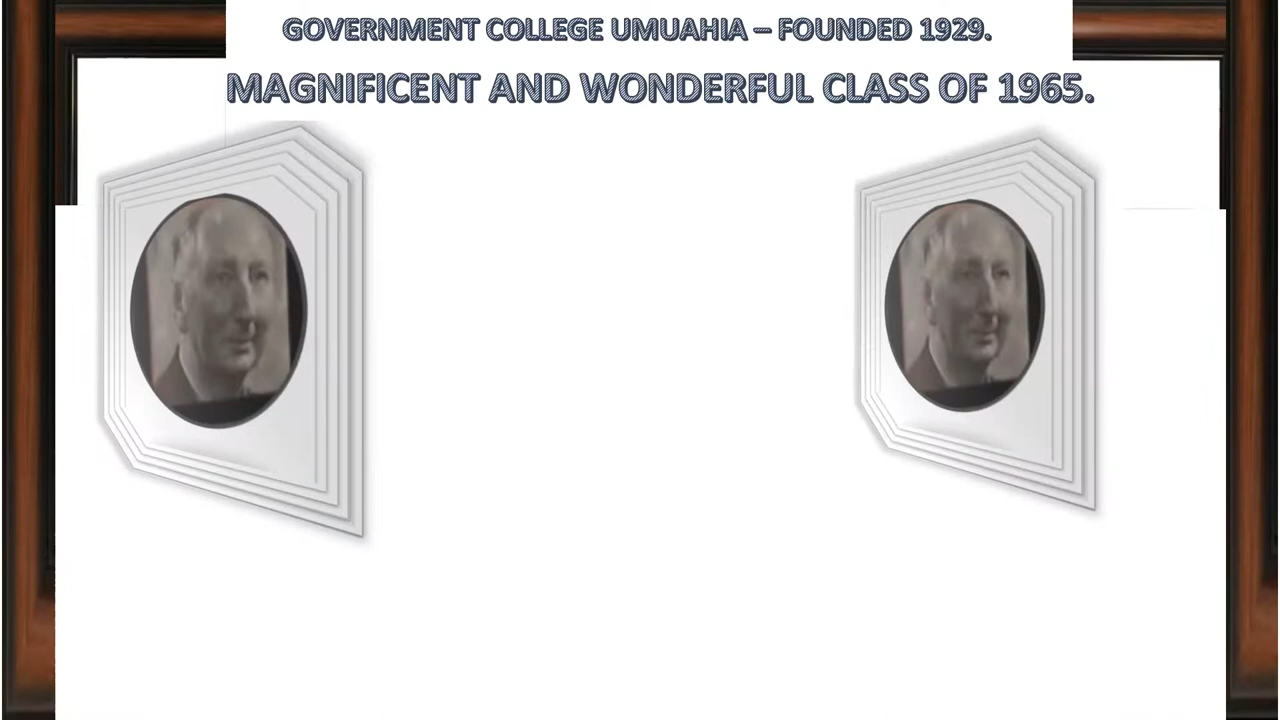 GOVERNMENT COLLEGE UMUAHIA – FOUNDED 1929.
MAGNIFICENT AND WONDERFUL CLASS OF 1965.